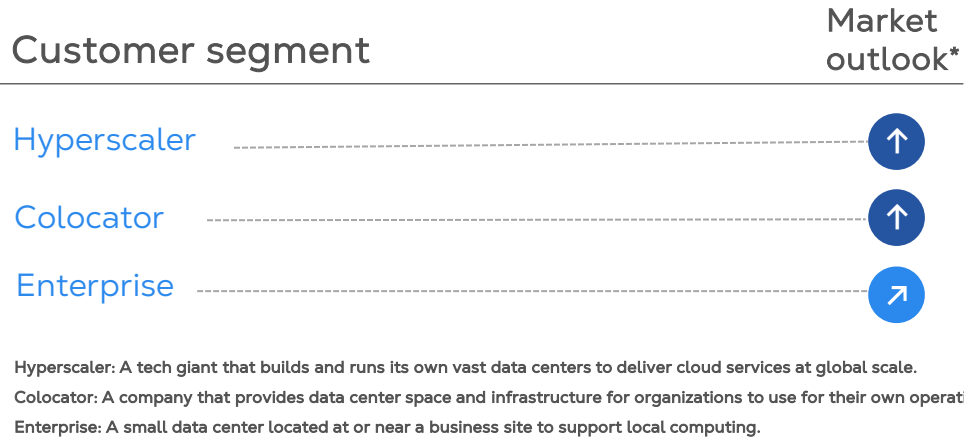 Customer segment
Market
outlook*
Hyperscaler
Colocator
Enterprise
Hyperscaler: A tech giant that builds and runs its own vast data centers to deliver cloud services at global scale.
Colocator: A company that provides data center space and infrastructure for organizations to use for their own
Enterprise: A small data center located at or near a business site to support local computing.